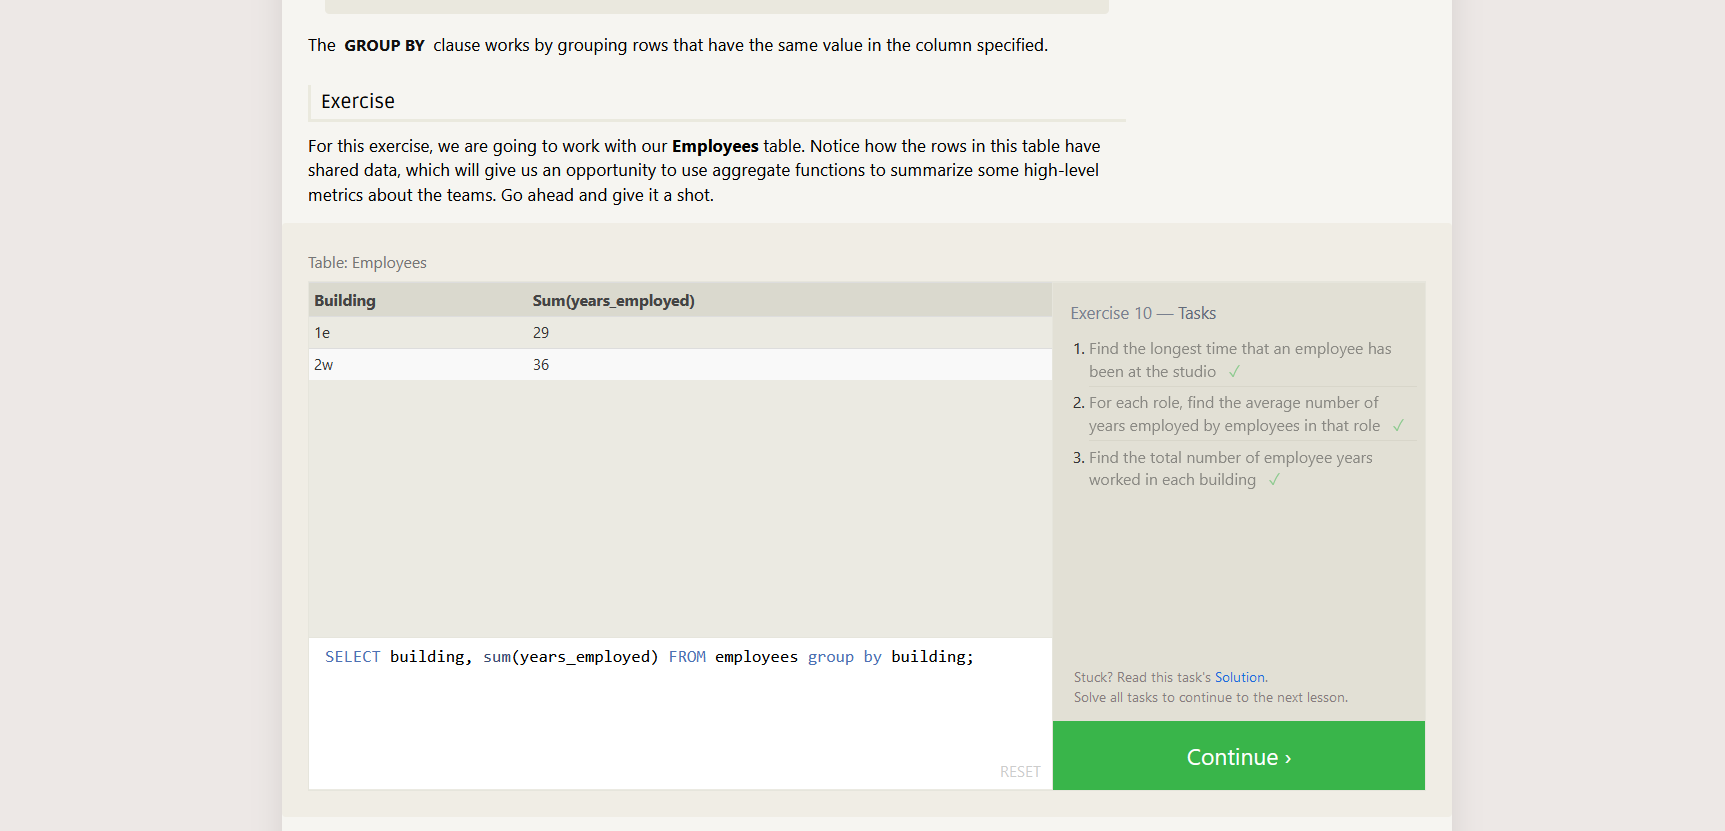 The GROUP BY clause works by grouping rows that have the same value in the column specified.
Exercise
For this exercise, we are going to work with our Employees table. Notice how the rows in this table have
shared data, which will give us an opportunity to use aggregate functions to summarize some high-level
metrics about the teams. Go ahead and give it a shot.
Table: Employees
Building Sum(years_employed)
1e 29
2w 36
SELECT building, sum(years_employed) FROM employees group by building;
RESET
Exercise 10 — Tasks
1. Find the longest time that an employee has
been at the studio ✓
2. For each role, find the average number of
years employed by employees in that role ✓
3. Find the total number of employee years
worked in each building ✓
Stuck? Read this task's Solution.
Solve all tasks to continue to the next lesson.
Continue ›